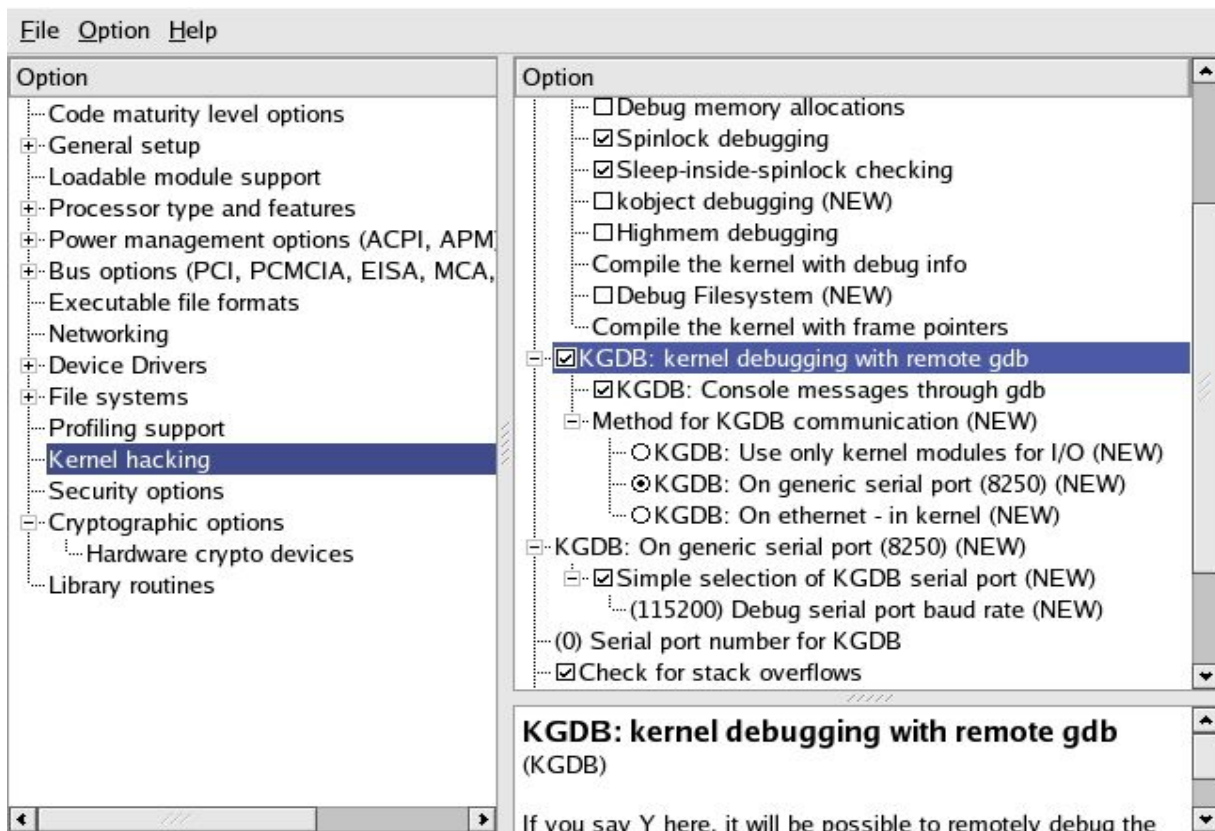 File Option Help
Option
Code maturity level options
General setup
Loadable module support
Processor type and features
Power management options (ACPI, APM)
Bus options (PCI, PCMCIA, EISA, MCA,
Executable file formats
Networking
Device Drivers
File systems
Profiling support
Kernel hacking
Security options
Cryptographic options
Hardware crypto devices
Library routines
Option
Debug memory allocations
Spinlock debugging
Sleep-inside-spinlock checking
kobject debugging (NEW)
Highmem debugging
Compile the kernel with debug info
Debug Filesystem (NEW)
Compile the kernel with frame pointers
KGDB: kernel debugging with remote gdb
KGDB: Console messages through gdb
Method for KGDB communication (NEW)
KGDB: Use only kernel modules for I/O (NEW)
KGDB: On generic serial port (8250) (NEW)
KGDB: On ethernet - in kernel (NEW)
KGDB: On generic serial port (8250) (NEW)
Simple selection of KGDB serial port (NEW)
(115200) Debug serial port baud rate (NEW)
(0) Serial port number for KGDB
Check for stack overflows
KGDB: kernel debugging with remote gdb
(KGDB)
If you say Y here, it will be possible to remotely debug the